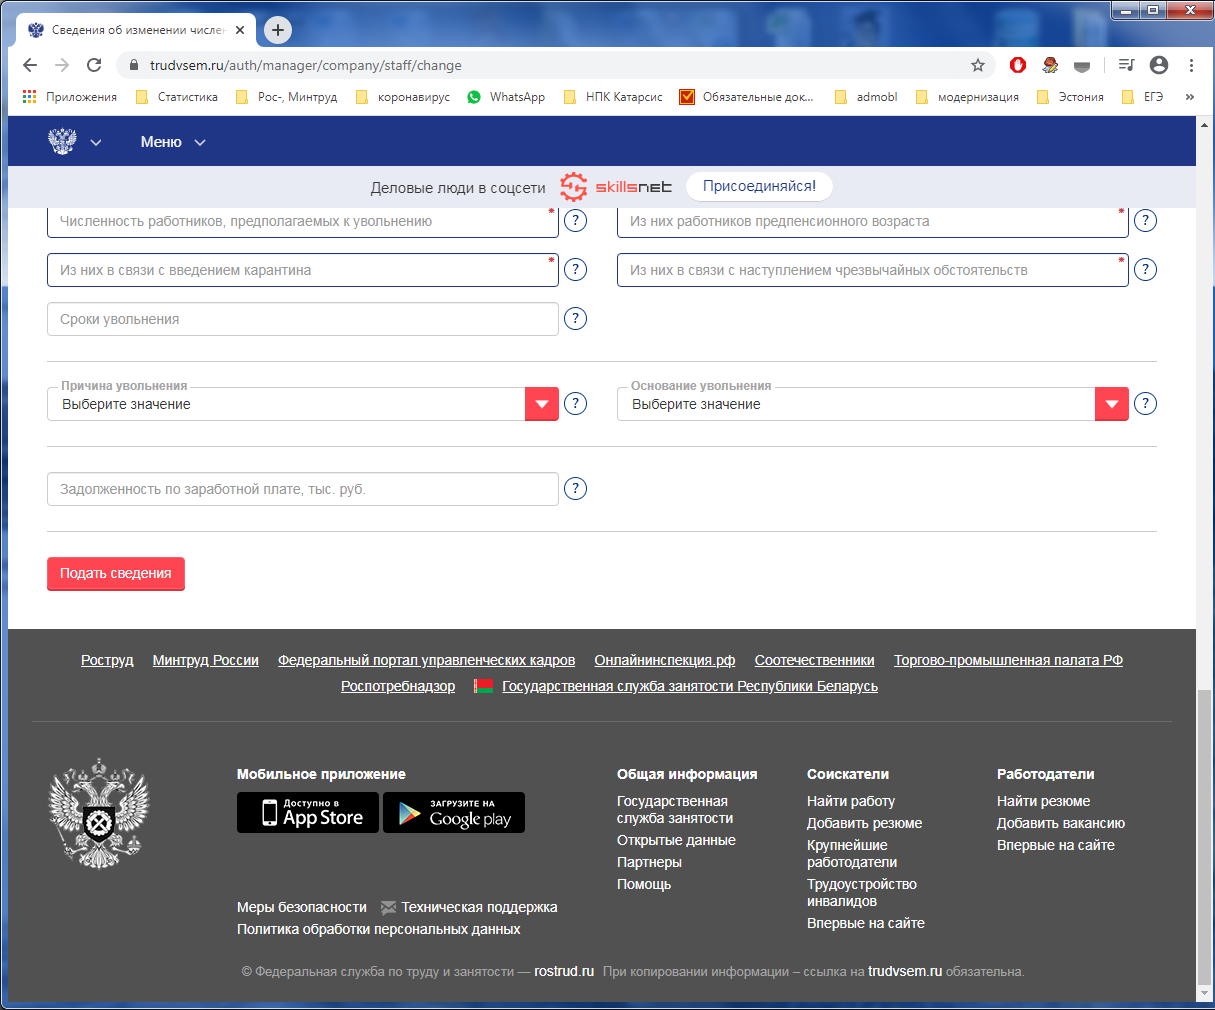 Сведения об изменении числен
trudvsem.ru/auth/manager/company/staff/change
Приложения Статистика Рос-, Минтруд коронавирус WhatsApp НПК Катарсис Обязательные док... admobl модернизация Эстония ЕГЭ »
Меню
Деловые люди в соцсети skillsnet Присоединяйся!
Численность работников, предполагаемых к увольнению * ? Из них работников предпенсионного возраста * ?
Из них в связи с введением карантина * ? Из них в связи с наступлением чрезвычайных обстоятельств * ?
Сроки увольнения ?
Причина увольнения Основание увольнения
Выберите значение ? Выберите значение ?
Задолженность по заработной плате, тыс. руб. ?
Подать сведения
Роструд Минтруд России Федеральный портал управленческих кадров Онлайнинспекция.рф Соотечественники Торгово-промышленная палата РФ
Роспотребнадзор Государственная служба занятости Республики Беларусь
Мобильное приложение
Доступно в
App Store
ЗАГРУЗИТЕ НА
Google play
Меры безопасности Техническая поддержка
Политика обработки персональных данных
Общая информация
Государственная
служба занятости
Открытые данные
Партнеры
Помощь
Соискатели
Найти работу
Добавить резюме
Крупнейшие
работодатели
Трудоустройство
инвалидов
Впервые на сайте
Работодатели
Найти резюме
Добавить вакансию
Впервые на сайте
© Федеральная служба по труду и занятости — rostrud.ru При копировании информации – ссылка на trudvsem.ru обязательна.